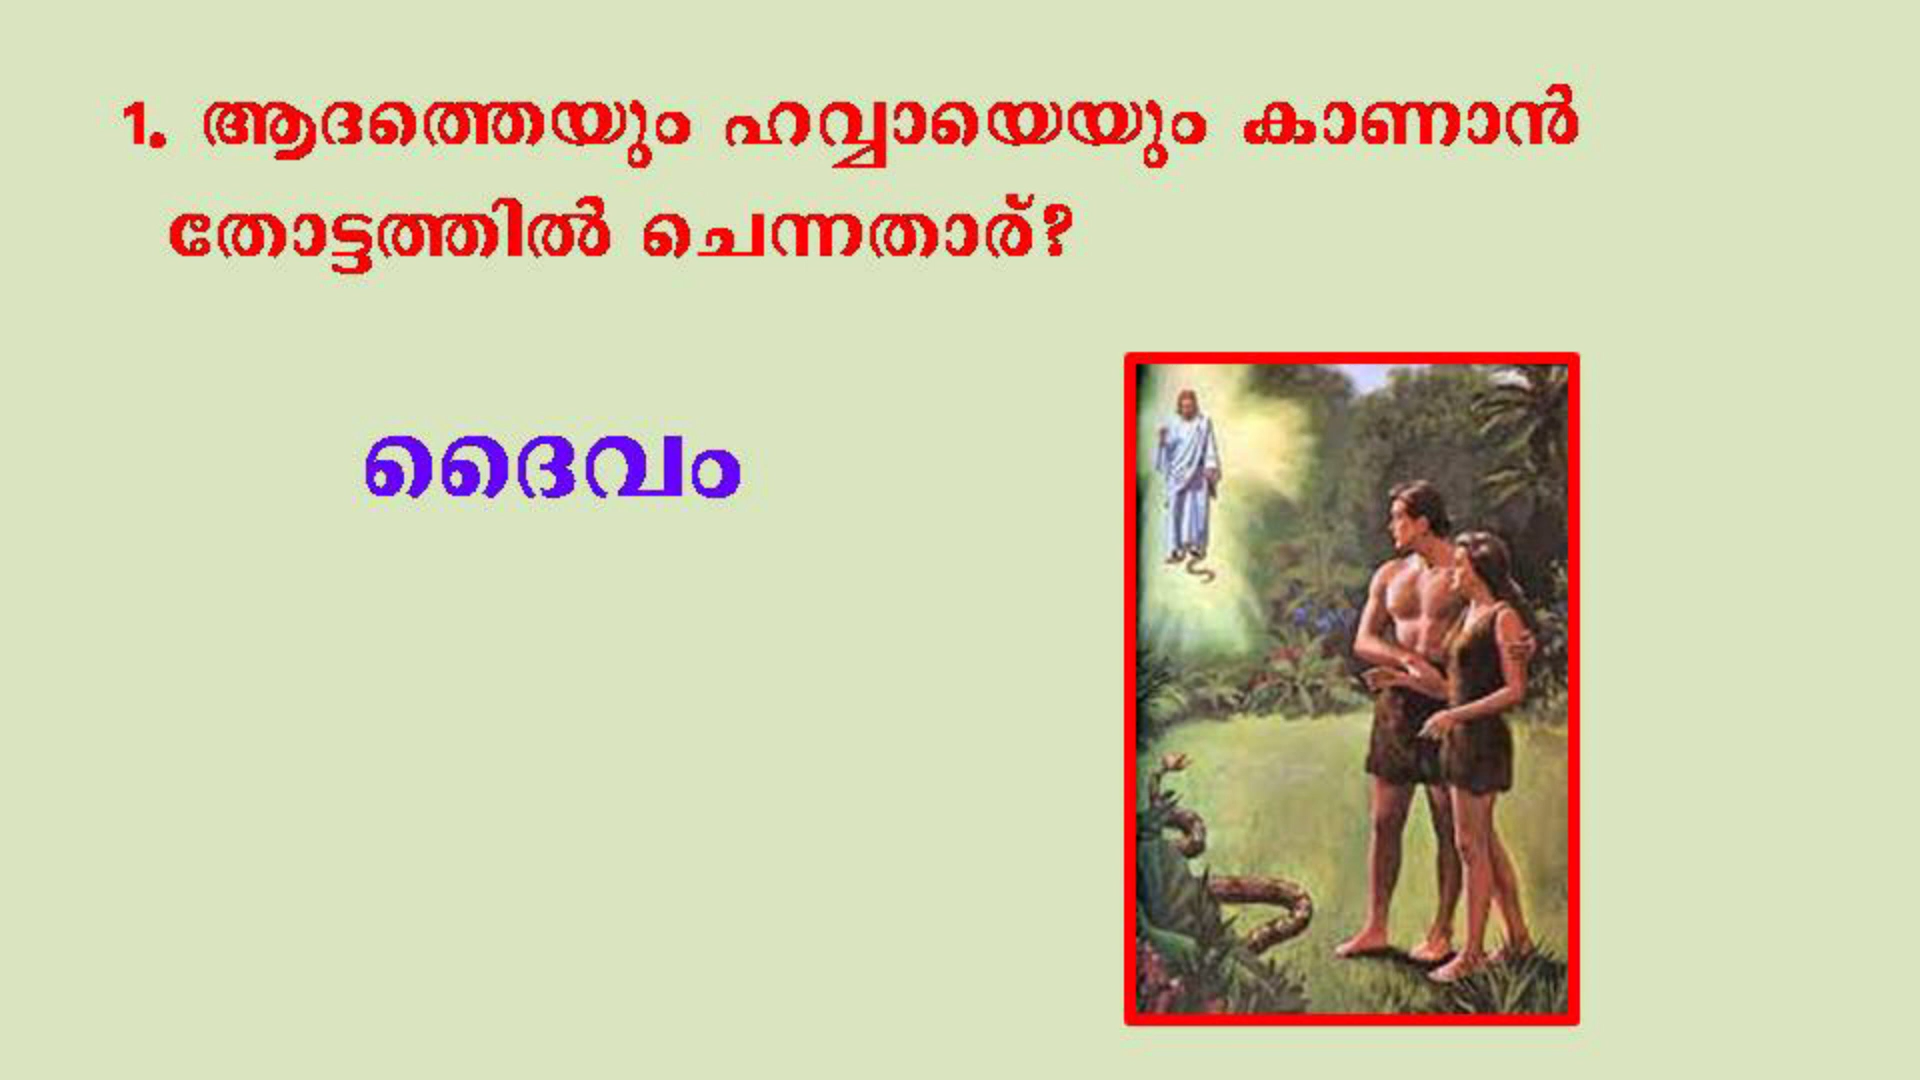 1. ആദത്തെയും ഹവ്വായെയും കാണാൻ
തോട്ടത്തിൽ ചെന്നതാര്?
ദൈവം